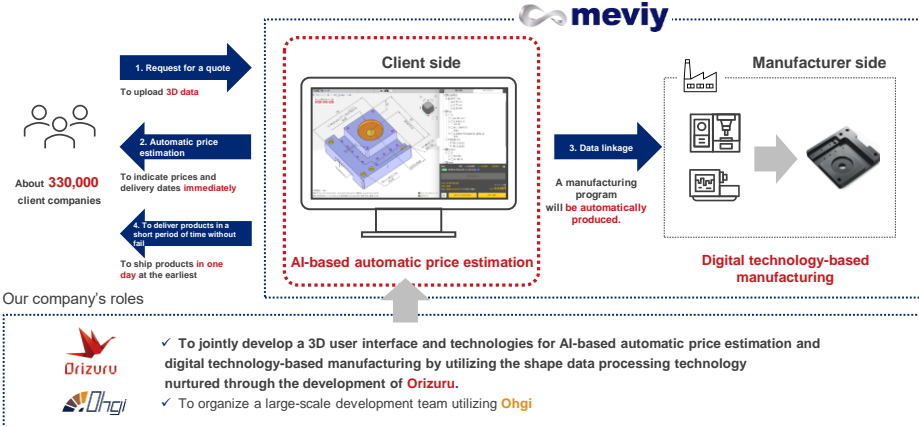 meviy
Client side
Manufacturer side
1. Request for a quote
To upload 3D data
2. Automatic price
estimation
To indicate prices and
delivery dates immediately
About 330,000
client companies
4. To deliver products in a
short period of time without
fail
To ship products in one
day at the earliest
AI-based automatic price estimation
3. Data linkage
A manufacturing
program
will be automatically
produced.
Digital technology-based
manufacturing
Our company's roles
Orizuru
✓ To jointly develop a 3D user interface and technologies for AI-based automatic price estimation and
digital technology-based manufacturing by utilizing the shape data processing technology
nurtured through the development of Orizuru.
Ohgi
✓ To organize a large-scale development team utilizing Ohgi